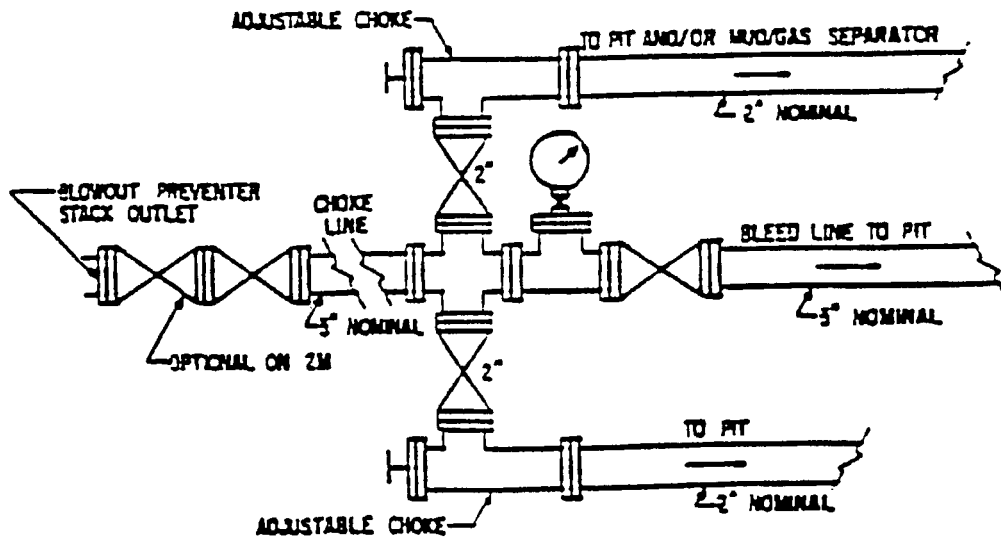 ADJUSTABLE CHOKE
TO PIT AND/OR MUD/GAS SEPARATOR
2" NOMINAL
2"
BLOWOUT PREVENTER
STACK OUTLET
CHOKE
LINE
BLEED LINE TO PIT
3" NOMINAL
3" NOMINAL
OPTIONAL ON 2M
2"
TO PIT
2" NOMINAL
ADJUSTABLE CHOKE